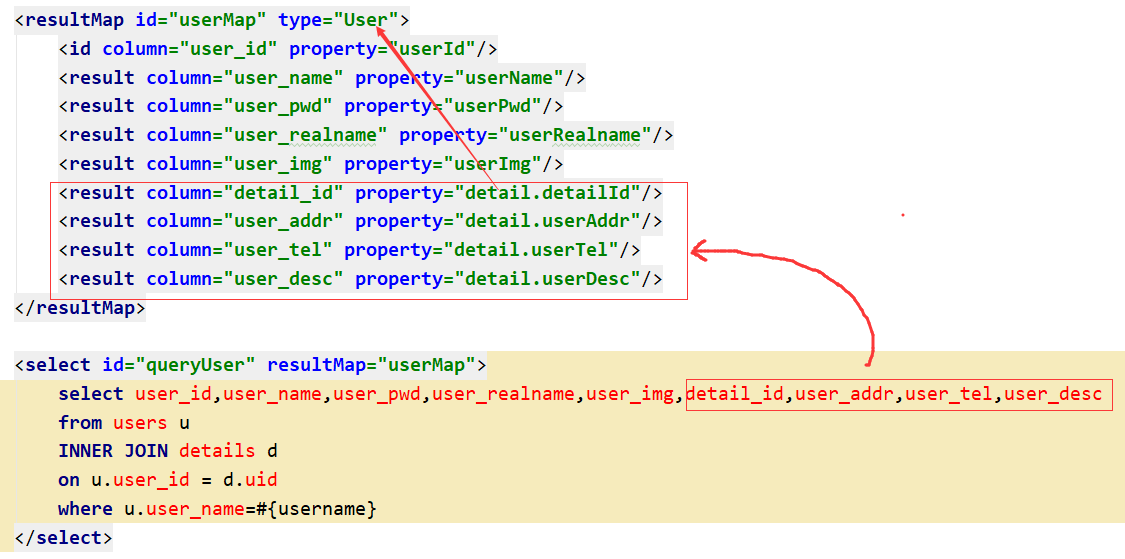 <resultMap id="userMap" type="User">
<id column="user_id" property="userId"/>
<result column="user_name" property="userName"/>
<result column="user_pwd" property="userPwd"/>
<result column="user_realname" property="userRealname"/>
<result column="user_img" property="userImg"/>
<result column="detail_id" property="detail.detailId"/>
<result column="user_addr" property="detail.userAddr"/>
<result column="user_tel" property="detail.userTel"/>
<result column="user_desc" property="detail.userDesc"/>
</resultMap>
<select id="queryUser" resultMap="userMap">
select user_id,user_name,user_pwd,user_realname,user_img,detail_id,user_addr,user_tel,user_desc
from users u
INNER JOIN details d
on u.user_id = d.uid
where u.user_name=#{username}
</select>